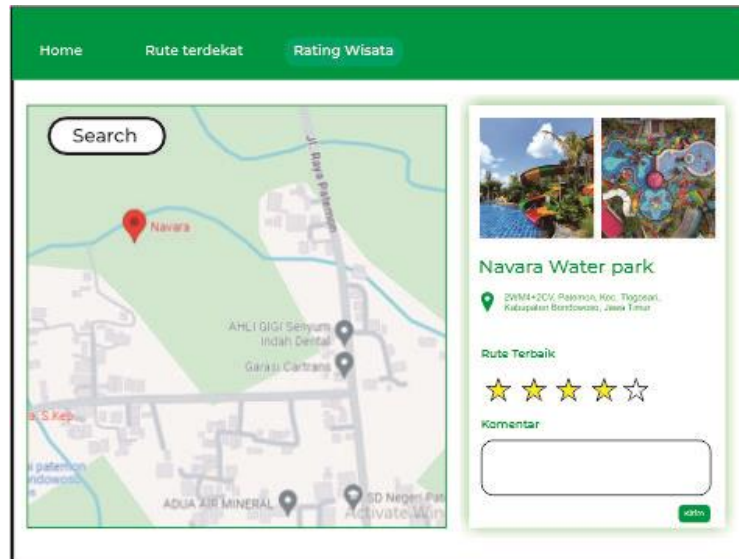 Home Rute terdekat Rating Wisata
Search
Jl. Raya Patemon
Navara
AHLI GIGI Senyum
Indah Dental
Garasi Cartrans
a, S.Kep
i patemon
ndowoso
ADUA AIR MINERAL
SD Negeri Pat
Activate Win
Navara Water park
2WM4+2CV, Patemon, Kec. Tlogosari,
Kabupaten Bondowoso, Jawa Timur
Rute Terbaik
Komentar